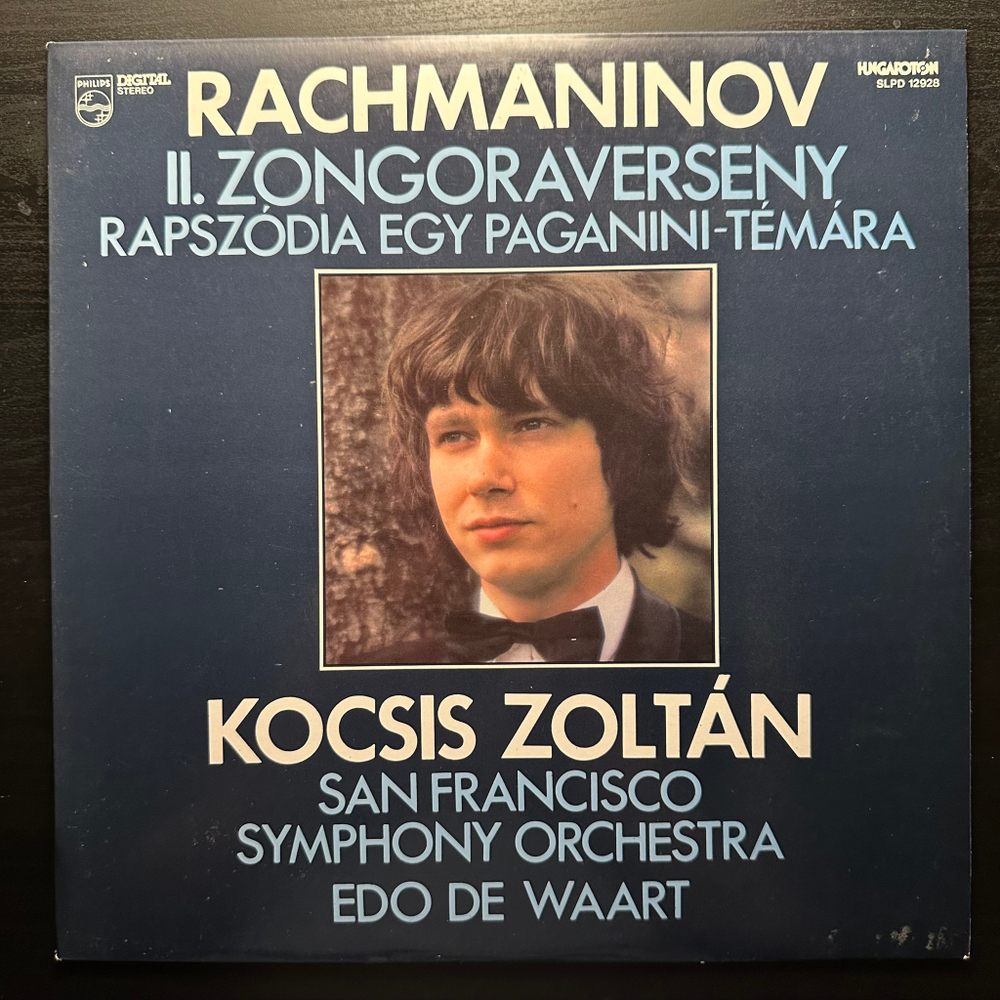 PHILIPS
DIGITAL
STEREO
HUNGAROTON
SLPD 12928
RACHMANINOV
II. ZONGORAVERSENY
RAPSZÓDIA EGY PAGANINI-TÉMÁRA
KOCSIS ZOLTÁN
SAN FRANCISCO
SYMPHONY ORCHESTRA
EDO DE WAART